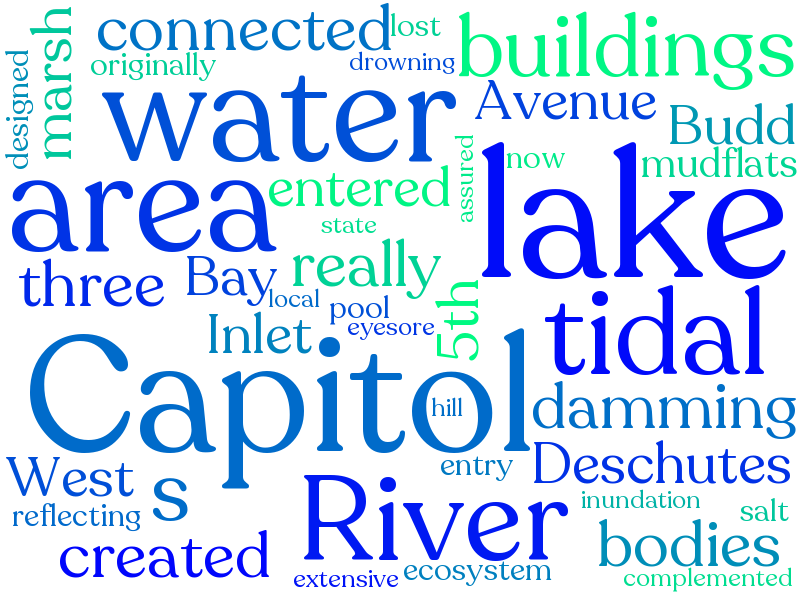 connected
lost
buildings
marsh
originally
drowning
designed
water
Avenue
Budd
area
entered
assured
now
mudflats
lake
state
three
Bay
really
local
pool
5th
tidal
Inlet
eyesore
Capitol
hill
damming
West
s
entry
Deschutes
reflecting
River
inundation
salt
created
extensive
ecosystem
bodies
complemented